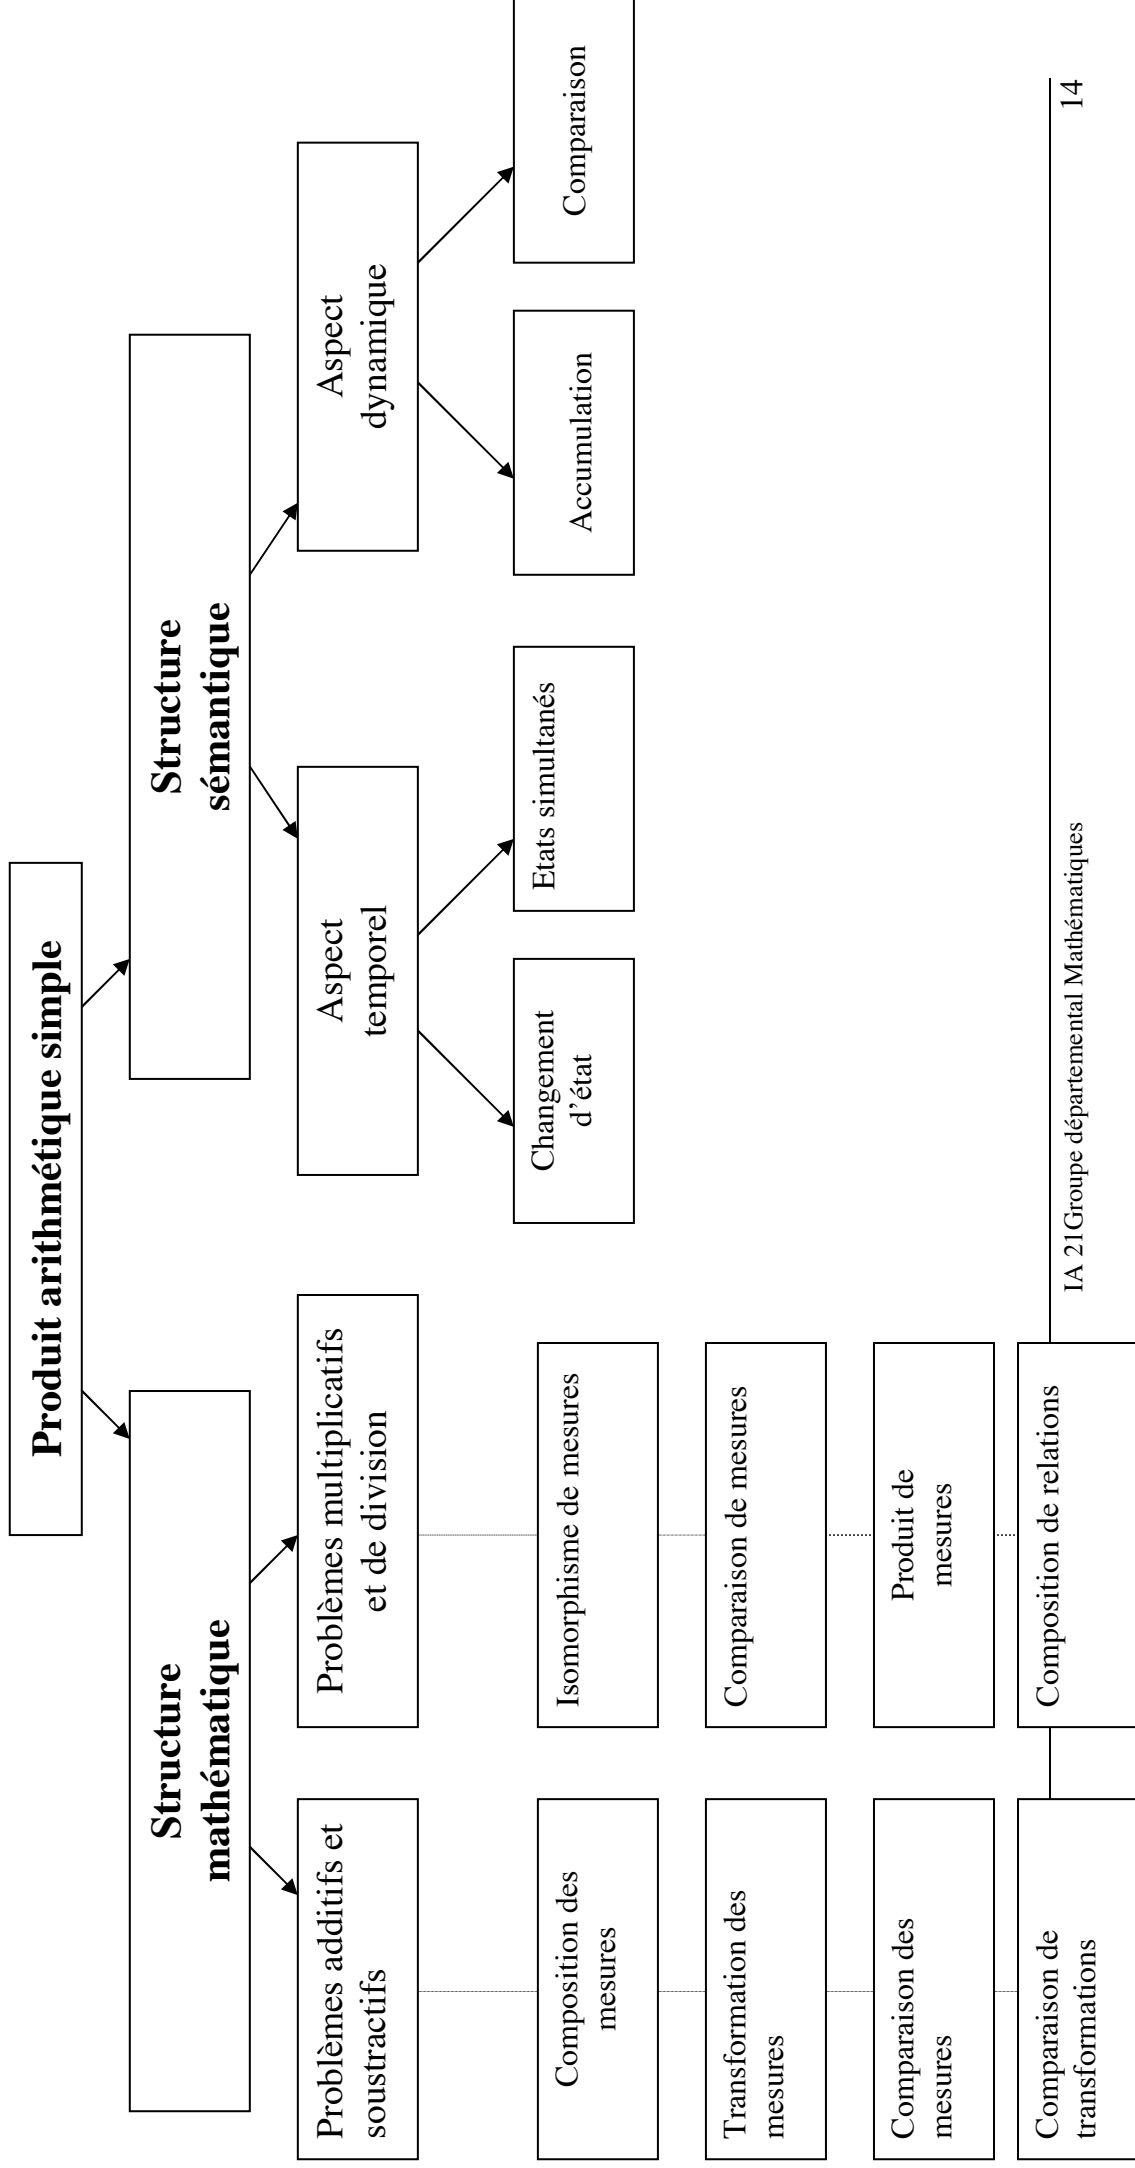 Produit arithmétique simple
Structure
mathématique
Structure
sémantique
Problèmes additifs et
soustractifs
Problèmes multiplicatifs
et de division
Aspect
temporel
Aspect
dynamique
Changement
d’état
Etats simultanés
Accumulation
Comparaison
Composition des
mesures
Isomorphisme de mesures
Transformation des
mesures
Comparaison de mesures
Comparaison des
mesures
Produit de
mesures
Comparaison de
transformations
Composition de relations
IA 21Groupe départemental Mathématiques
14